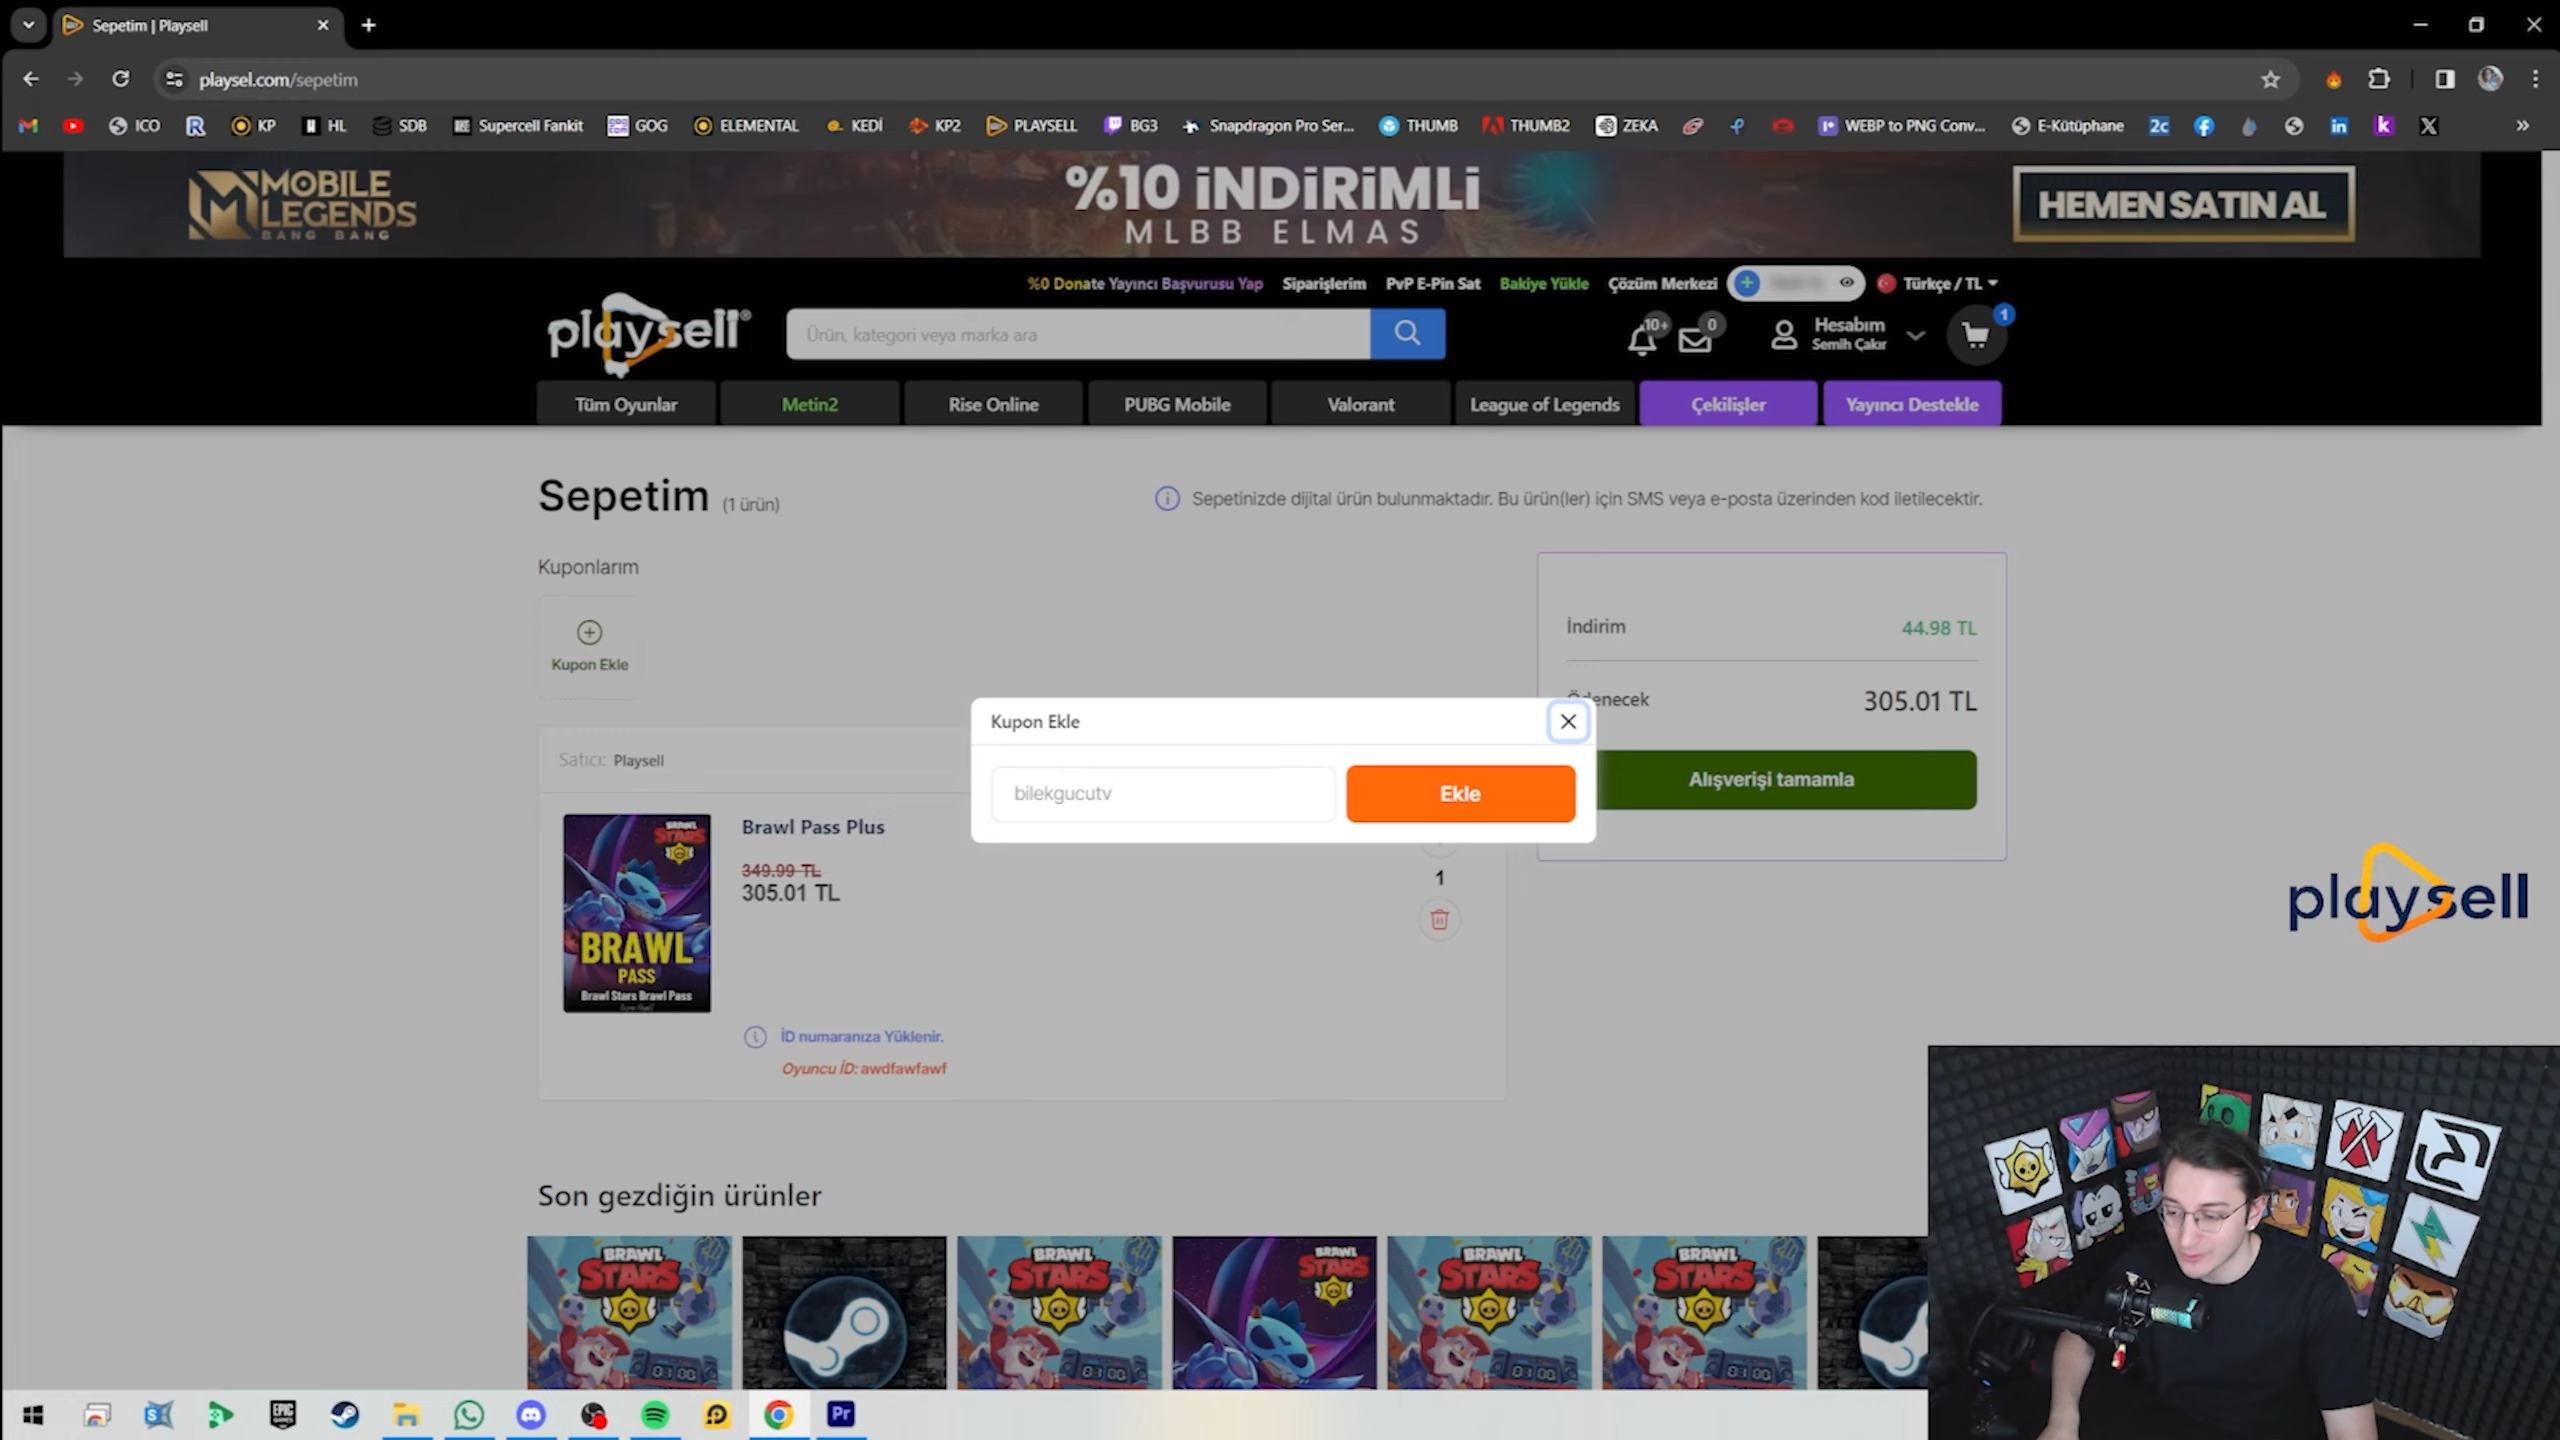 Sepetim | Playsell
playsel.com/sepetim
ICO
KP
HL
SDB
Supercell Fankit
GOG
ELEMENTAL
KEDİ
KP2
PLAYSELL
BG3
Snapdragon Pro Ser...
THUMB
THUMB2
ZEKA
WEBP to PNG Conv...
E-Kütüphane
MOBILE
LEGENDS
BANG BANG
%10 İNDİRİMLİ
MLBB ELMAS
HEMEN SATIN AL
%0 Donate Yayıncı Başvurusu Yap
Siparişlerim
PvP E-Pin Sat
Bakiye Yükle
Çözüm Merkezi
Türkçe / TL
playsell
Ürün, kategori veya marka ara
10+
0
Hesabım
Semih Çakır
1
Tüm Oyunlar
Metin2
Rise Online
PUBG Mobile
Valorant
League of Legends
Çekilişler
Yayıncı Destekle
Sepetim (1 ürün)
Sepetinizde dijital ürün bulunmaktadır. Bu ürün(ler) için SMS veya e-posta üzerinden kod iletilecektir.
Kuponlarım
Kupon Ekle
İndirim 44.98 TL
Ödenecek 305.01 TL
Alışverişi tamamla
Kupon Ekle
bilekgucutv
Ekle
Satıcı: Playsell
BRAWL
STARS
BRAWL
PASS
Brawl Stars Brawl Pass
Brawl Pass Plus
349.99 TL
305.01 TL
1
İD numaranıza Yüklenir.
Oyuncu İD: awdfawfawf
playsell
Son gezdiğin ürünler
BRAWL
STARS
BRAWL
STARS
BRAWL
STARS
BRAWL
STARS
BRAWL
STARS
EPIC
GAMES
Pr